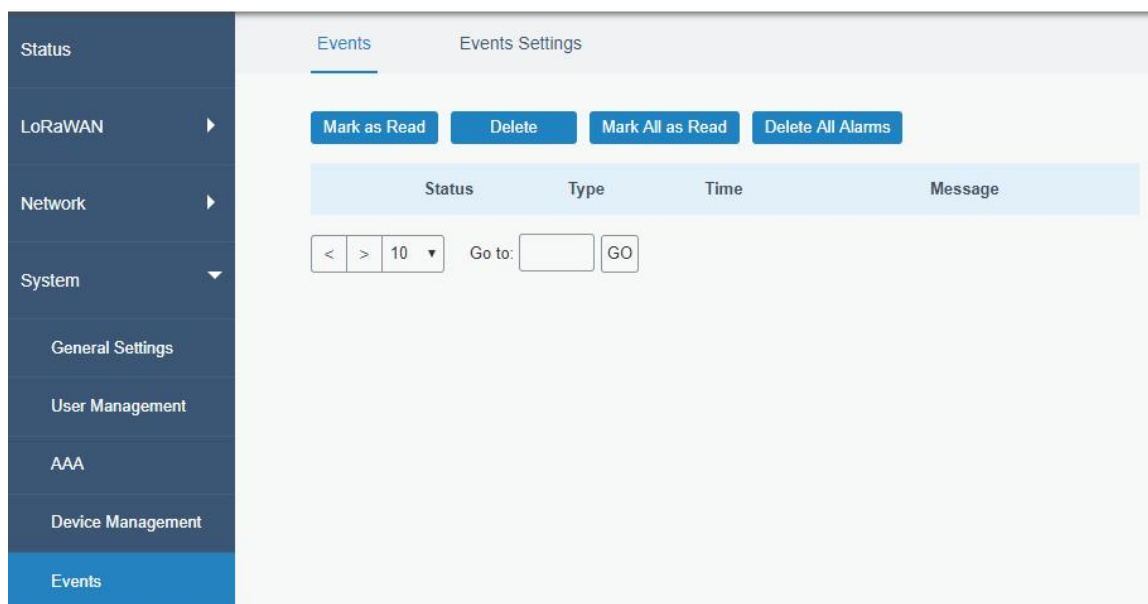 Status
LoRaWAN
Network
System
General Settings
User Management
AAA
Device Management
Events
Events Events Settings
Mark as Read Delete Mark All as Read Delete All Alarms
Status Type Time Message
< > 10 Go to: GO